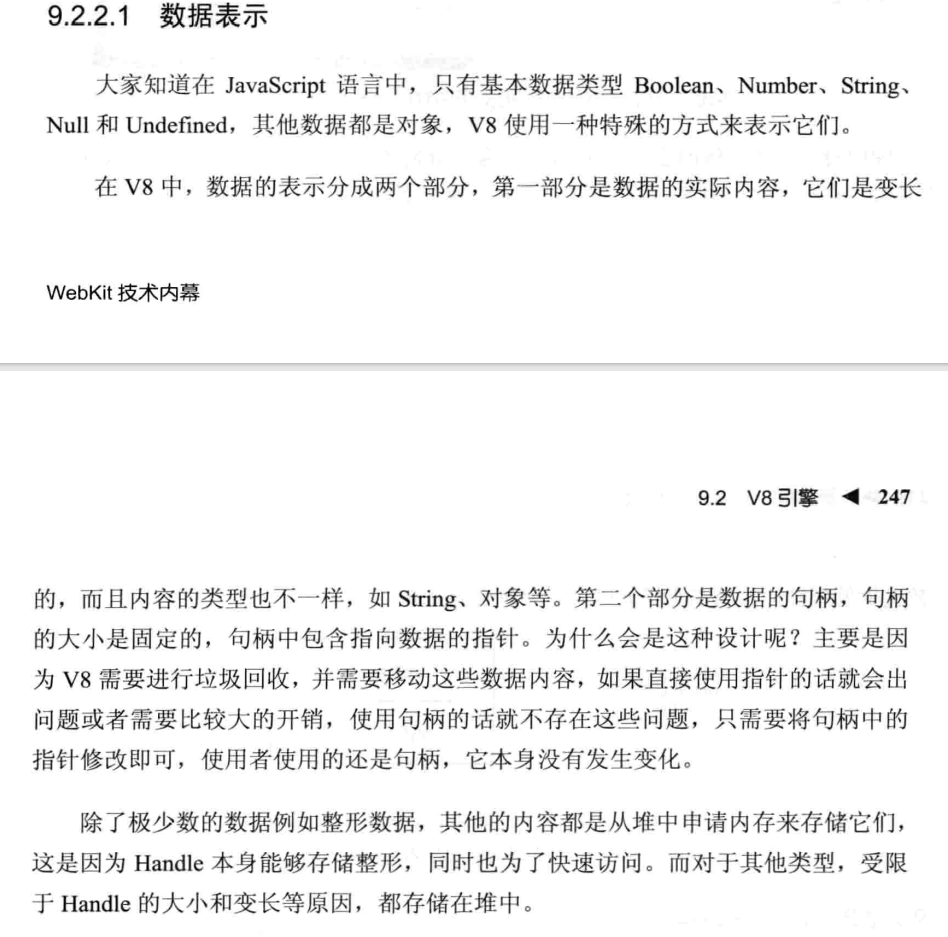 9.2.2.1 数据表示
大家知道在 JavaScript 语言中，只有基本数据类型 Boolean、Number、String、
Null 和 Undefined，其他数据都是对象，V8 使用一种特殊的方式来表示它们。
在 V8 中，数据的表示分成两个部分，第一部分是数据的实际内容，它们是变长
WebKit 技术内幕
9.2 V8 引擎 ◀ 247
的，而且内容的类型也不一样，如 String、对象等。第二个部分是数据的句柄，句柄
的大小是固定的，句柄中包含指向数据的指针。为什么会是这种设计呢？主要是因
为 V8 需要进行垃圾回收，并需要移动这些数据内容，如果直接使用指针的话就会出
问题或者需要比较大的开销，使用句柄的话就不存在这些问题，只需要将句柄中的
指针修改即可，使用者使用的还是句柄，它本身没有发生变化。
除了极少数的数据例如整形数据，其他的内容都是从堆中申请内存来存储它们，
这是因为 Handle 本身能够存储整形，同时也为了快速访问。而对于其他类型，受限
于 Handle 的大小和变长等原因，都存储在堆中。